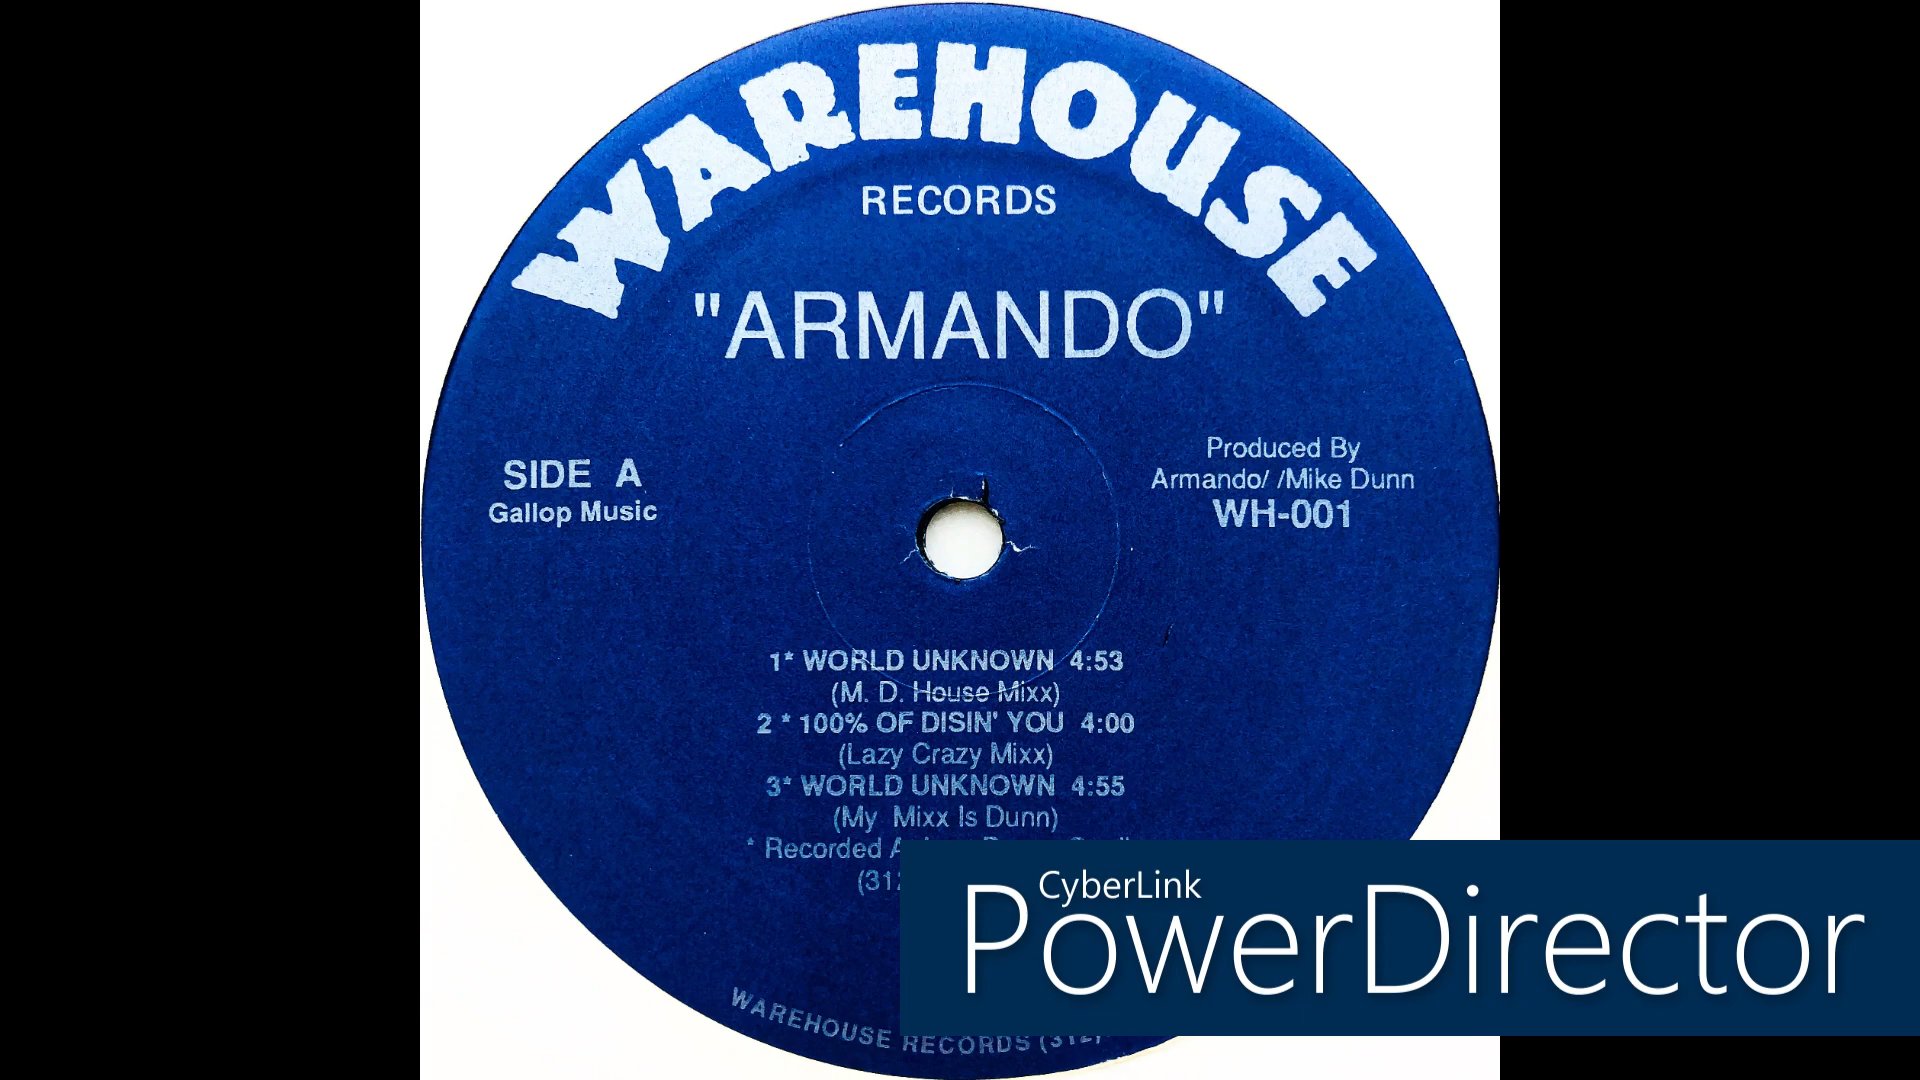 WAREHOUSE
RECORDS
"ARMANDO"
SIDE A
Gallop Music
Produced By
Armando/ /Mike Dunn
WH-001
1* WORLD UNKNOWN 4:53
(M. D. House Mixx)
2 * 100% OF DISIN' YOU 4:00
(Lazy Crazy Mixx)
3* WORLD UNKNOWN 4:55
(My Mixx Is Dunn)
* Recorded
(312
WAREHOUSE RECORDS (312)
CyberLink
PowerDirector